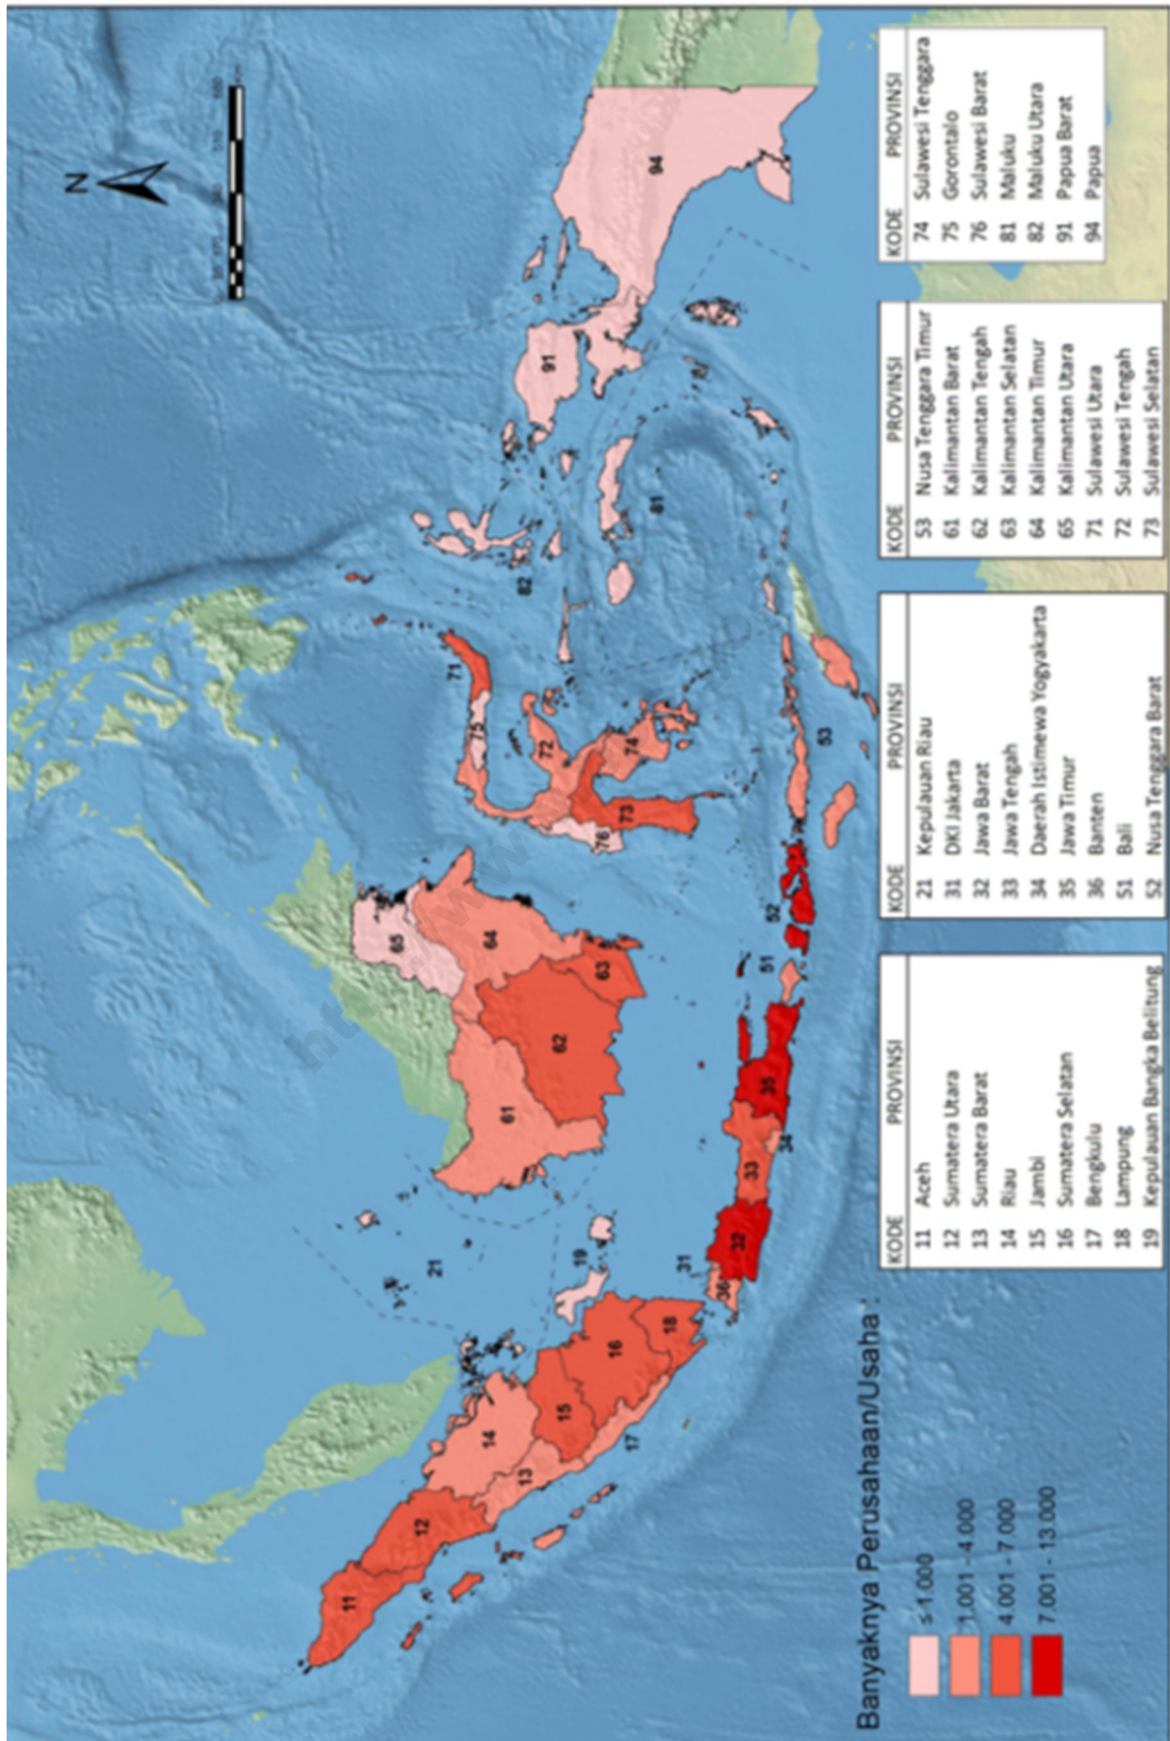 N
11
12
13
14
15
16
17
18
19
21
31
32
33
34
35
36
51
52
53
61
62
63
64
65
71
72
73
74
75
76
81
82
91
94
Banyaknya Perusahaan/Usaha :
≤ 1.000
1.001 - 4.000
4.001 - 7.000
7.001 - 13.000
KODE PROVINSI
11 Aceh
12 Sumatera Utara
13 Sumatera Barat
14 Riau
15 Jambi
16 Sumatera Selatan
17 Bengkulu
18 Lampung
19 Kepulauan Bangka Belitung
KODE PROVINSI
21 Kepulauan Riau
31 DKI Jakarta
32 Jawa Barat
33 Jawa Tengah
34 Daerah Istimewa Yogyakarta
35 Jawa Timur
36 Banten
51 Bali
52 Nusa Tenggara Barat
KODE PROVINSI
53 Nusa Tenggara Timur
61 Kalimantan Barat
62 Kalimantan Tengah
63 Kalimantan Selatan
64 Kalimantan Timur
65 Kalimantan Utara
71 Sulawesi Utara
72 Sulawesi Tengah
73 Sulawesi Selatan
KODE PROVINSI
74 Sulawesi Tenggara
75 Gorontalo
76 Sulawesi Barat
81 Maluku
82 Maluku Utara
91 Papua Barat
94 Papua